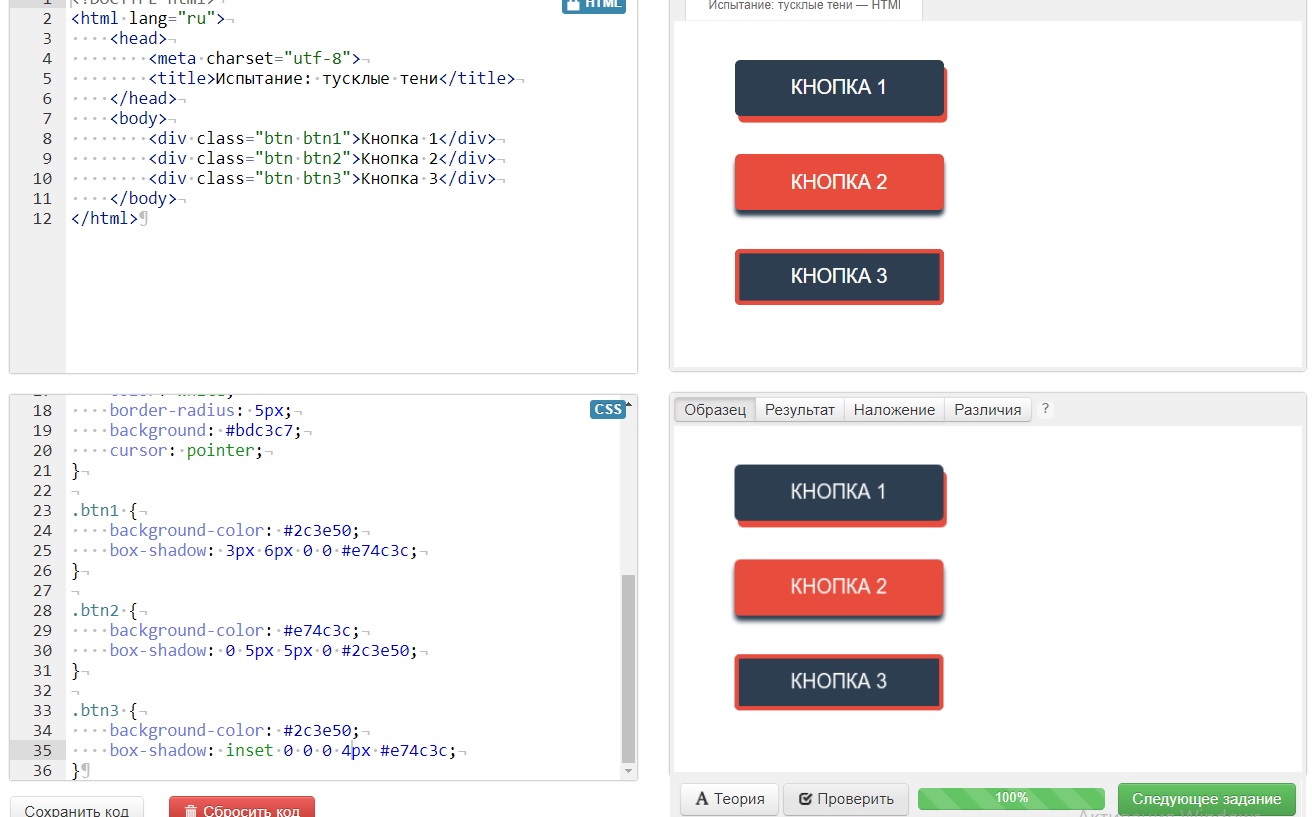 1 <!DOCTYPE html>
HTML
2 <html lang="ru">
3 <head>
4 <meta charset="utf-8">
5 <title>Испытание: тусклые тени</title>
6 </head>
7 <body>
8 <div class="btn btn1">Кнопка 1</div>
9 <div class="btn btn2">Кнопка 2</div>
10 <div class="btn btn3">Кнопка 3</div>
11 </body>
12 </html>
Испытание: тусклые тени — HTML
КНОПКА 1
КНОПКА 2
КНОПКА 3
CSS
18 border-radius: 5px;
19 background: #bdc3c7;
20 cursor: pointer;
21 }
22
23 .btn1 {
24 background-color: #2c3e50;
25 box-shadow: 3px 6px 0 0 #e74c3c;
26 }
27
28 .btn2 {
29 background-color: #e74c3c;
30 box-shadow: 0 5px 5px 0 #2c3e50;
31 }
32
33 .btn3 {
34 background-color: #2c3e50;
35 box-shadow: inset 0 0 0 4px #e74c3c;
36 }
Сохранить код Сбросить код
Образец Результат Наложение Различия ?
КНОПКА 1
КНОПКА 2
КНОПКА 3
Теория Проверить 100% Следующее задание